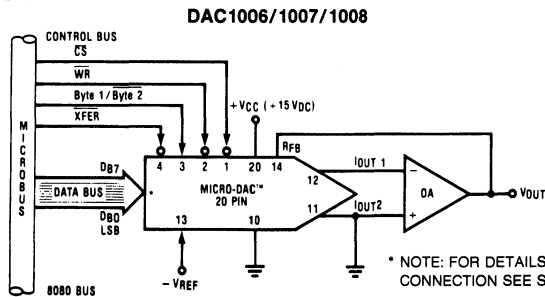 DAC1006/1007/1008
CONTROL BUS
CS
WR
Byte 1/Byte 2
XFER
+VCC (+15 VDC)
RFB
4 3 2 1 20 14
MICROBUS
DB7
DATA BUS
DB0
LSB
*
MICRO-DAC™
20 PIN
12
11
13
10
IOUT 1
IOUT2
−
OA
+
VOUT
−VREF
8080 BUS
* NOTE: FOR DETAILS
CONNECTION SEE S